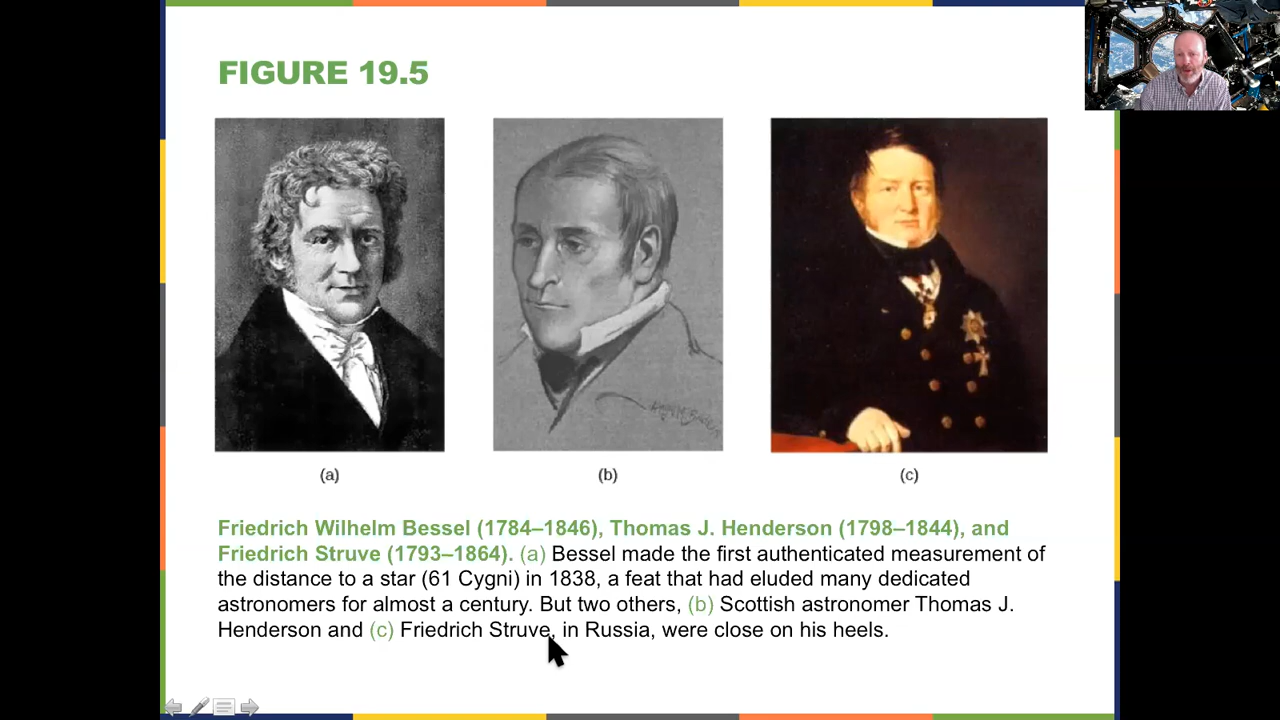 FIGURE 19.5
(a)
(b)
(c)
Friedrich Wilhelm Bessel (1784–1846), Thomas J. Henderson (1798–1844), and
Friedrich Struve (1793–1864). (a) Bessel made the first authenticated measurement of
the distance to a star (61 Cygni) in 1838, a feat that had eluded many dedicated
astronomers for almost a century. But two others, (b) Scottish astronomer Thomas J.
Henderson and (c) Friedrich Struve, in Russia, were close on his heels.